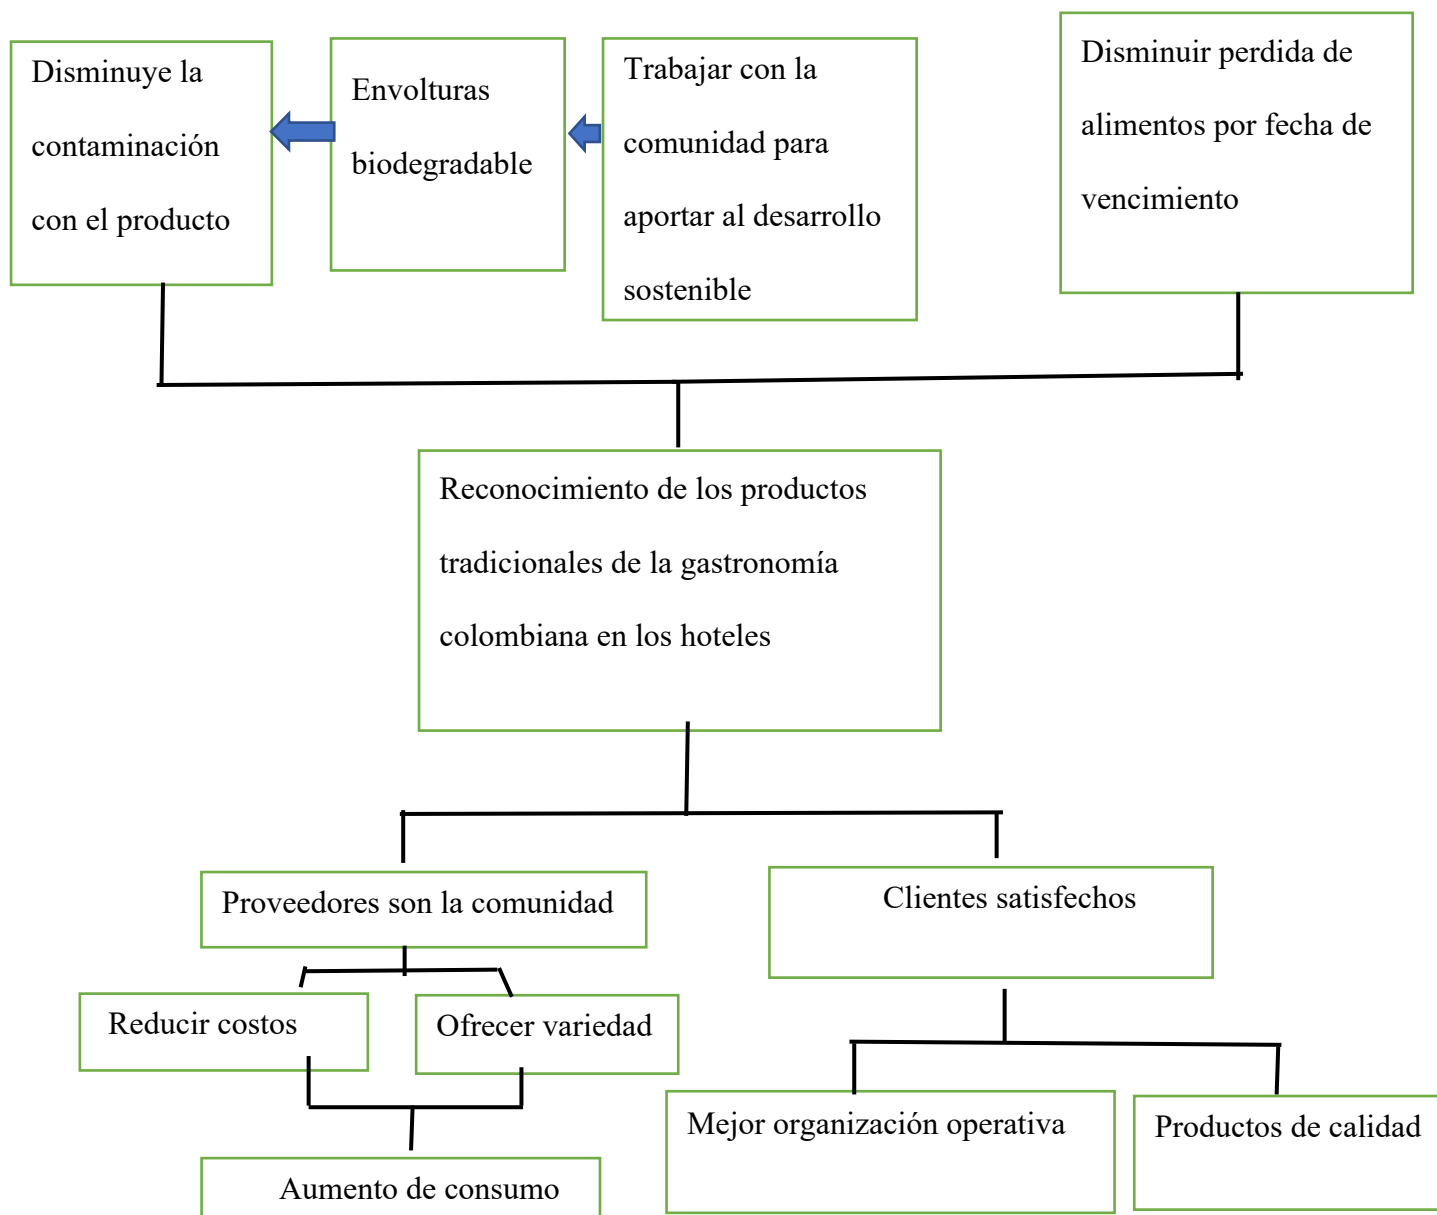 Disminuye la
contaminación
con el producto
Envolturas
biodegradable
Trabajar con la
comunidad para
aportar al desarrollo
sostenible
Disminuir perdida de
alimentos por fecha de
vencimiento
Reconocimiento de los productos
tradicionales de la gastronomía
colombiana en los hoteles
Proveedores son la comunidad
Clientes satisfechos
Reducir costos
Ofrecer variedad
Mejor organización operativa
Productos de calidad
Aumento de consumo